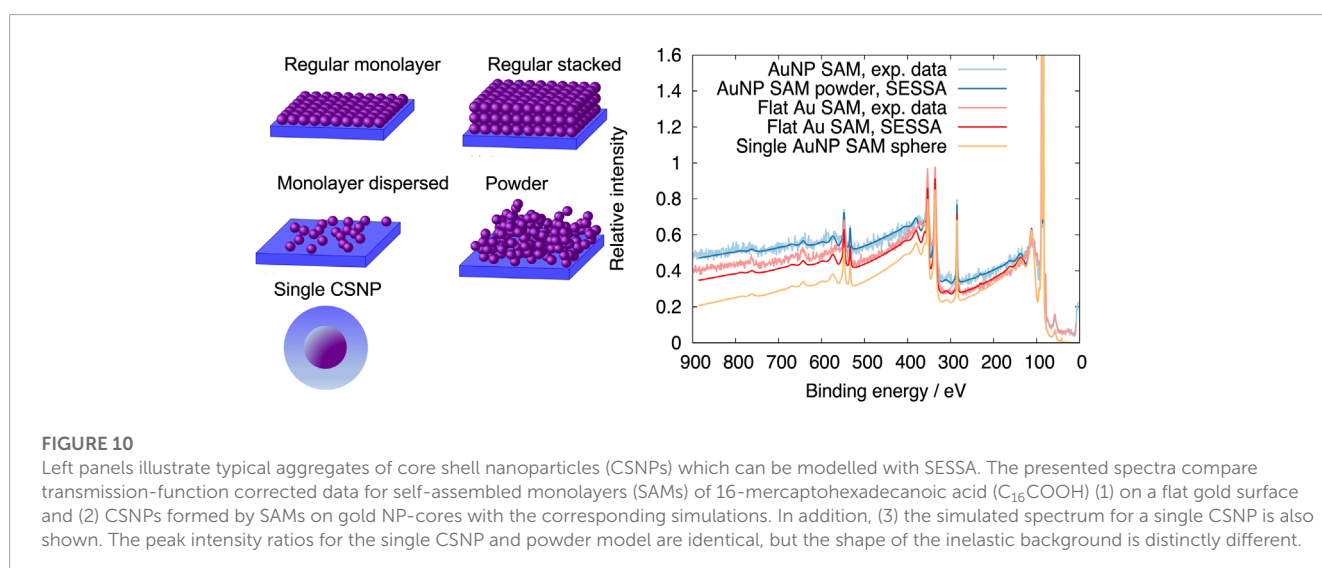 Regular monolayer
Regular stacked
Monolayer dispersed
Powder
Single CSNP
Relative intensity
1.6
1.4
1.2
1
0.8
0.6
0.4
0.2
0
AuNP SAM, exp. data
AuNP SAM powder, SESSA
Flat Au SAM, exp. data
Flat Au SAM, SESSA
Single AuNP SAM sphere
900 800 700 600 500 400 300 200 100 0
Binding energy / eV
FIGURE 10
Left panels illustrate typical aggregates of core shell nanoparticles (CSNPs) which can be modelled with SESSA. The presented spectra compare
transmission-function corrected data for self-assembled monolayers (SAMs) of 16-mercaptohexadecanoic acid (C₁₆COOH) (1) on a flat gold surface
and (2) CSNPs formed by SAMs on gold NP-cores with the corresponding simulations. In addition, (3) the simulated spectrum for a single CSNP is also
shown. The peak intensity ratios for the single CSNP and powder model are identical, but the shape of the inelastic background is distinctly different.